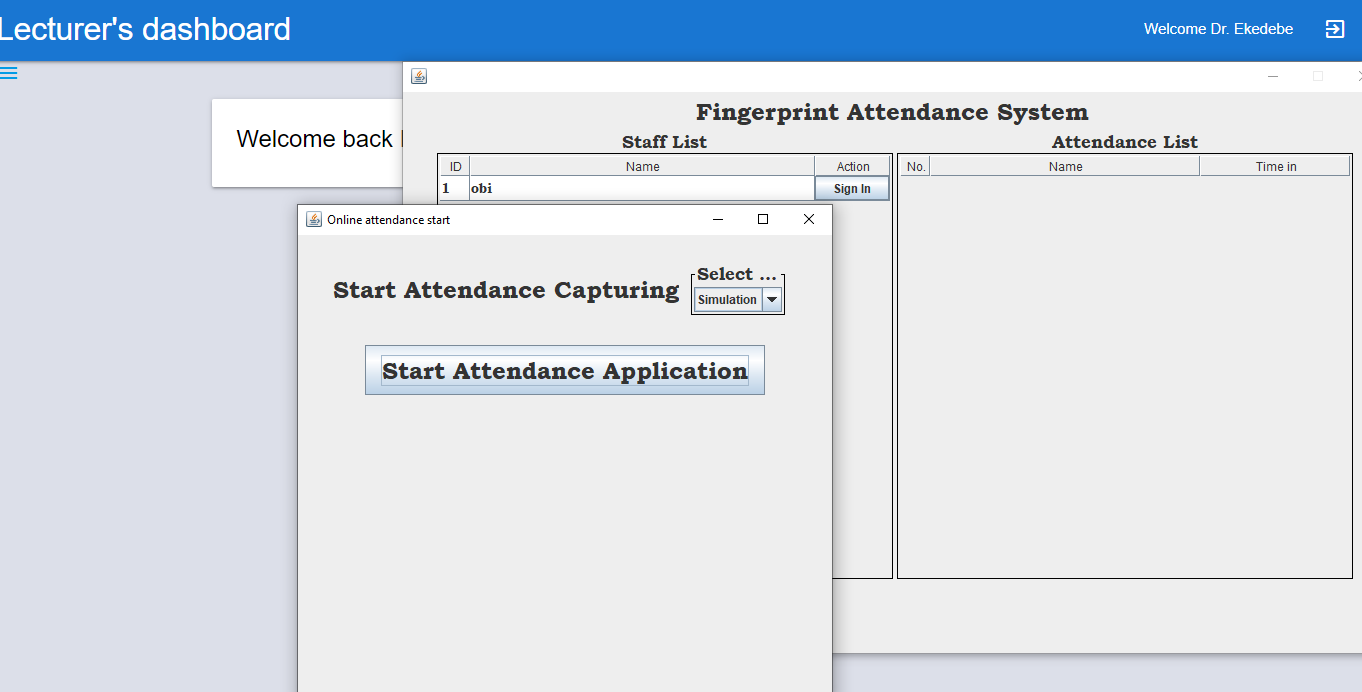 Lecturer's dashboard
Welcome Dr. Ekedebe
Welcome back
Fingerprint Attendance System
Staff List
Attendance List
ID Name Action
No. Name Time in
1 obi Sign In
Online attendance start
Select ...
Start Attendance Capturing
Simulation
Start Attendance Application